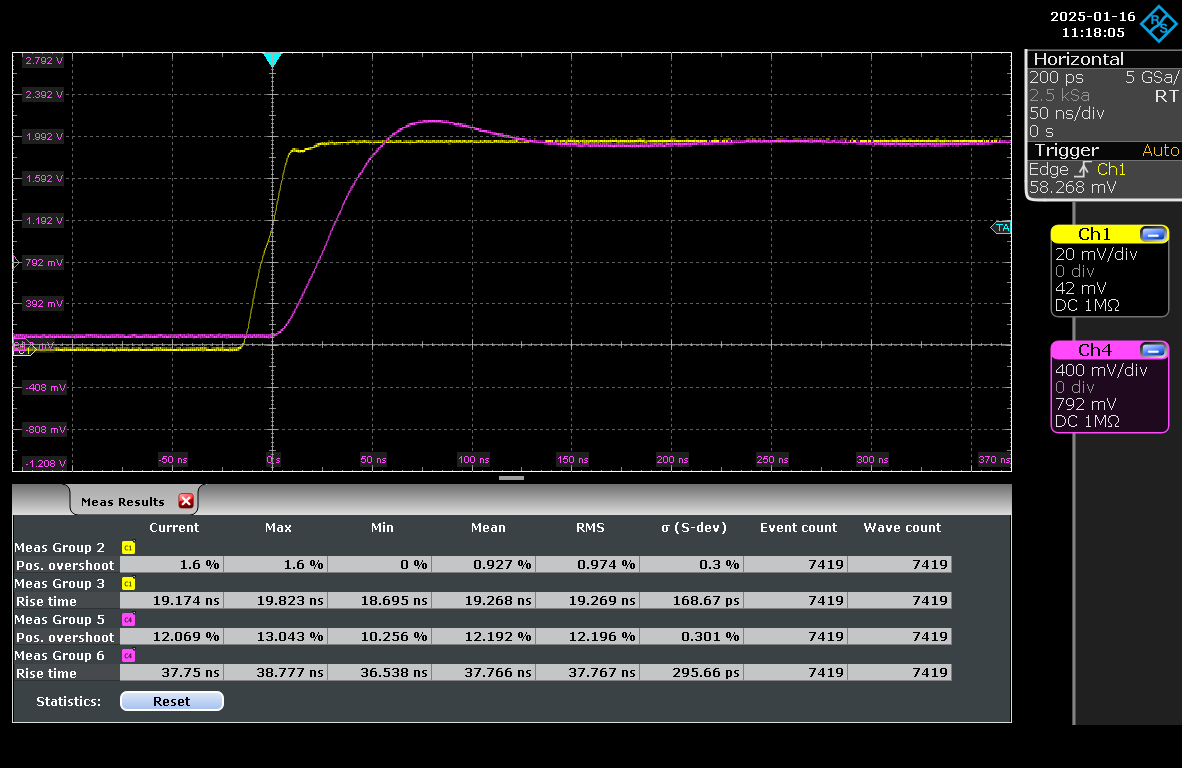 2025-01-16
11:18:05
R S
Horizontal
200 ps 5 GSa/
2.5 kSa RT
50 ns/div
0 s
Trigger Auto
Edge Ch1
58.268 mV
Ch1
20 mV/div
0 div
42 mV
DC 1MΩ
Ch4
400 mV/div
0 div
792 mV
DC 1MΩ
2.792 V
2.392 V
1.992 V
1.592 V
1.192 V
TA
792 mV
392 mV
-408 mV
-808 mV
-1.208 V
-50 ns 0 s 50 ns 100 ns 150 ns 200 ns 250 ns 300 ns 370 ns
Meas Results
Current Max Min Mean RMS σ (S-dev) Event count Wave count
Meas Group 2 C1
Pos. overshoot 1.6 % 1.6 % 0 % 0.927 % 0.974 % 0.3 % 7419 7419
Meas Group 3 C1
Rise time 19.174 ns 19.823 ns 18.695 ns 19.268 ns 19.269 ns 168.67 ps 7419 7419
Meas Group 5 C4
Pos. overshoot 12.069 % 13.043 % 10.256 % 12.192 % 12.196 % 0.301 % 7419 7419
Meas Group 6 C4
Rise time 37.75 ns 38.777 ns 36.538 ns 37.766 ns 37.767 ns 295.66 ps 7419 7419
Statistics: Reset